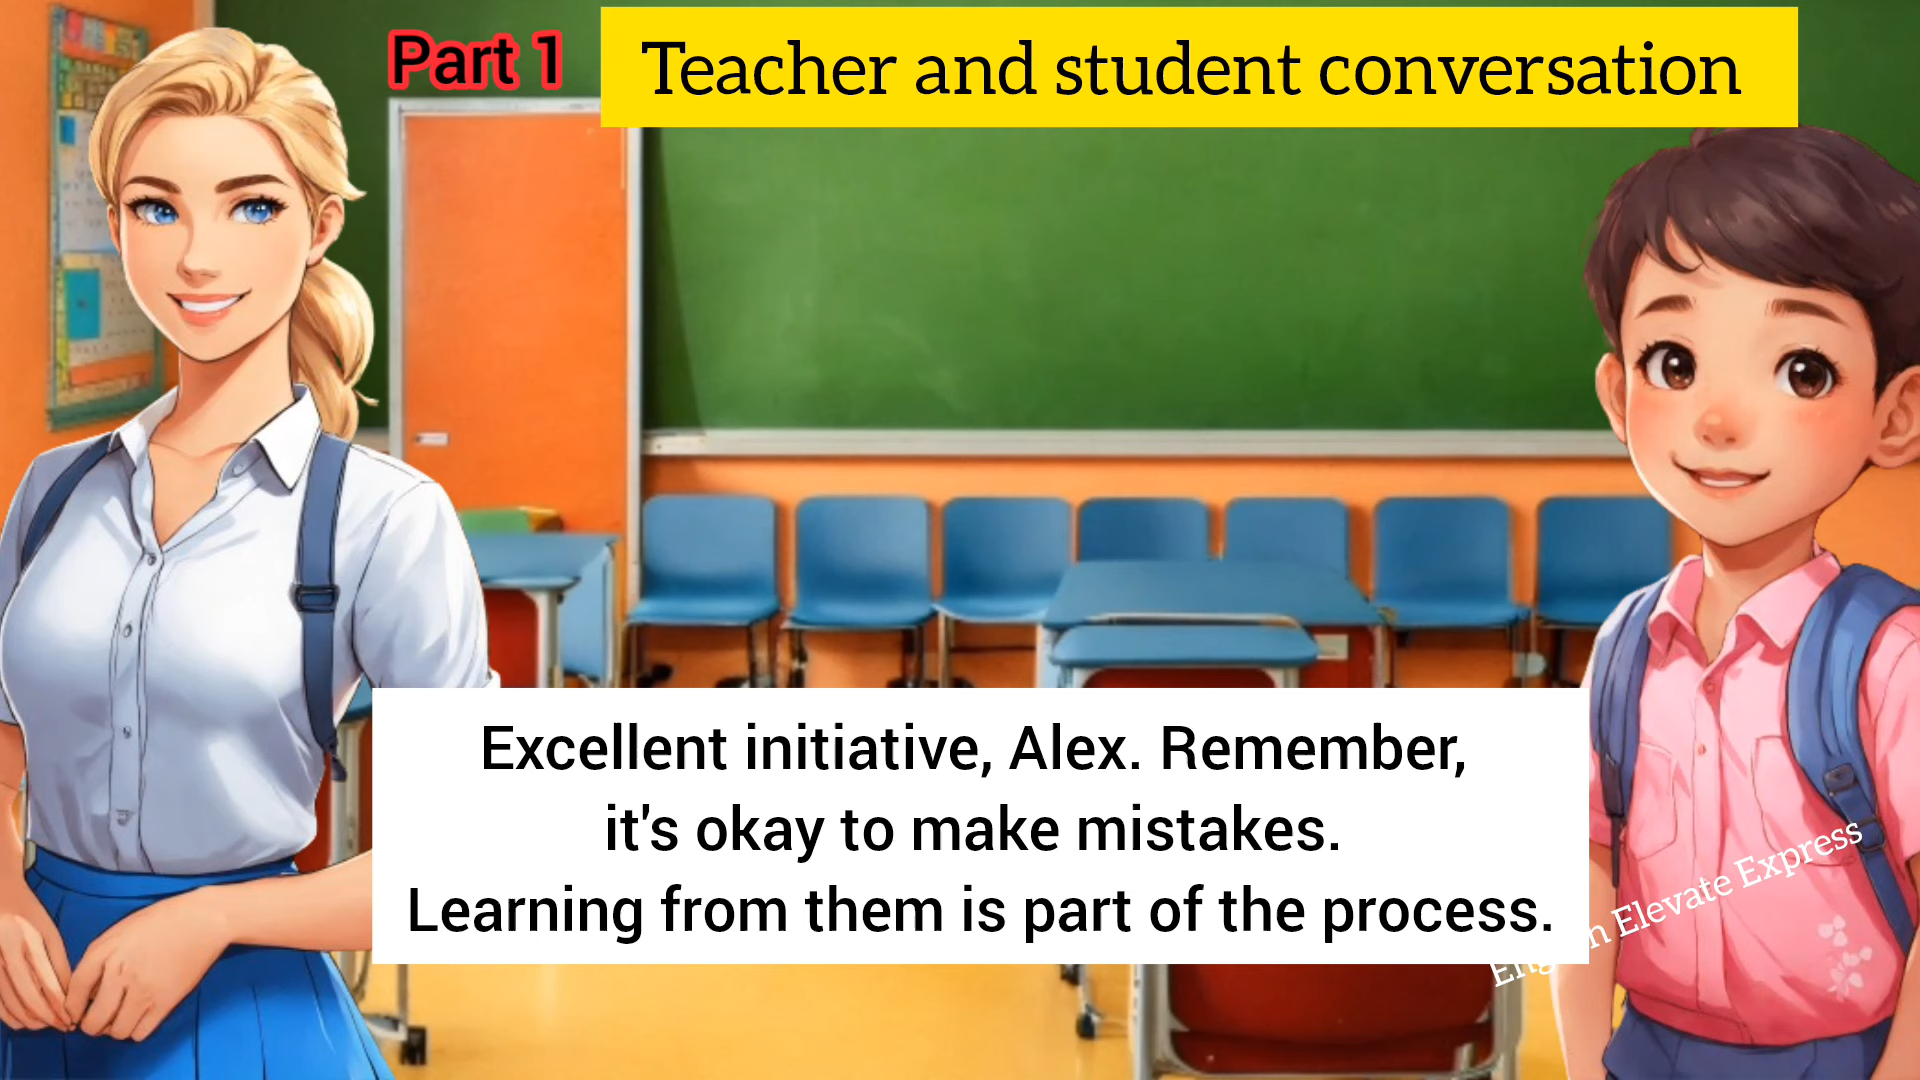 Part 1
Teacher and student conversation
Excellent initiative, Alex. Remember,
it's okay to make mistakes.
Learning from them is part of the process.
Elevate Express